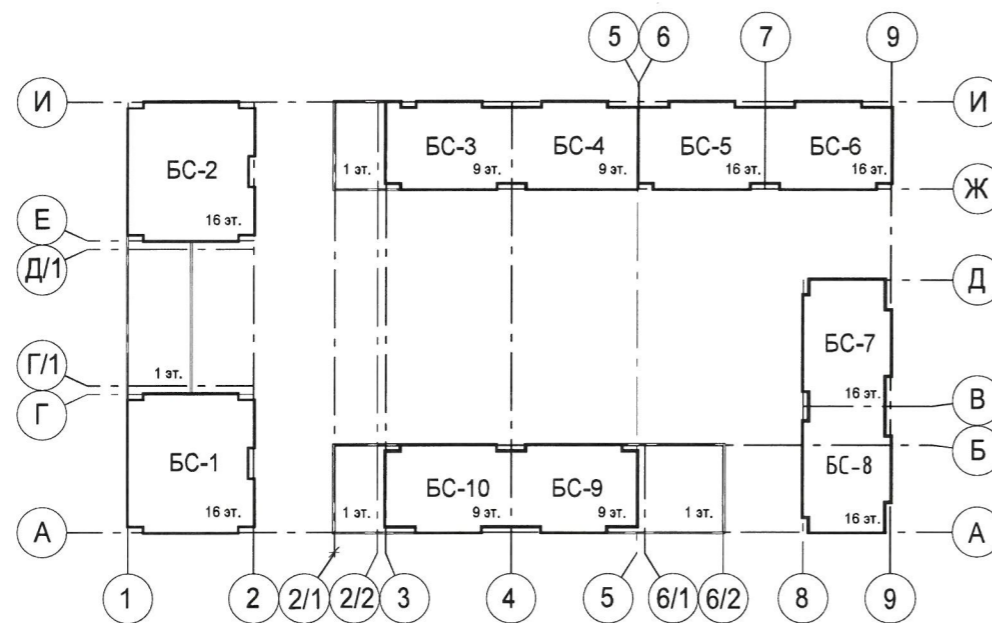 5 6 7 9
И И
БС-2 БС-3 БС-4 БС-5 БС-6
1 эт. 9 эт. 9 эт. 16 эт. 16 эт.
Ж
16 эт.
Е
Д/1 Д
БС-7
Г/1 1 эт. 16 эт.
Г В
Б
БС-1 БС-10 БС-9 БС-8
16 эт. 1 эт. 9 эт. 9 эт. 1 эт. 16 эт.
А А
1 2 2/1 2/2 3 4 5 6/1 6/2 8 9